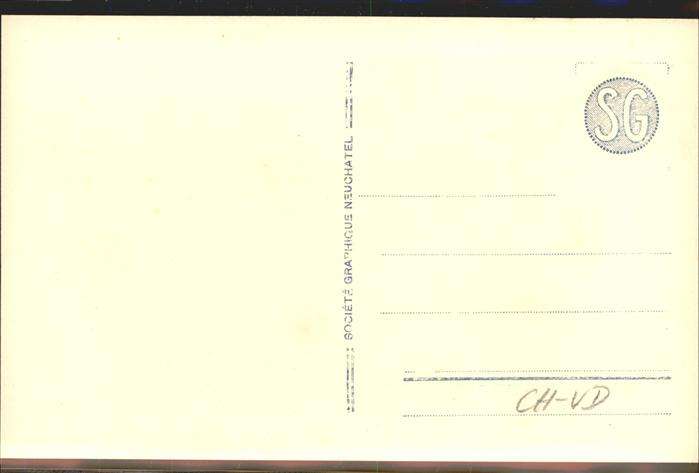 SOCIÉTÉ GRAPHIQUE NEUCHATEL
SG
CH-VD